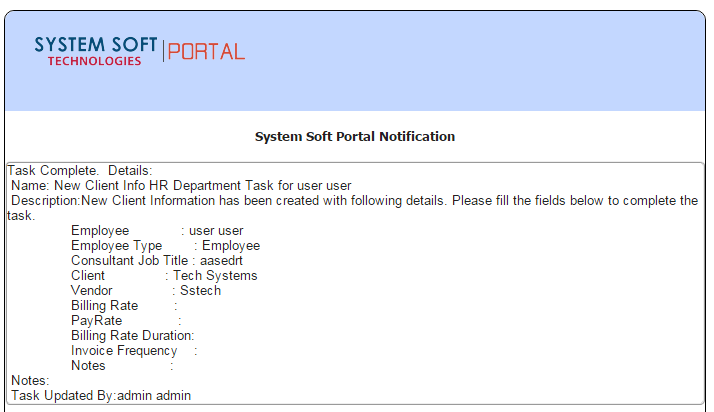 SYSTEM SOFT
TECHNOLOGIES
PORTAL
System Soft Portal Notification
Task Complete. Details:
Name: New Client Info HR Department Task for user user
Description:New Client Information has been created with following details. Please fill the fields below to complete the
task.
Employee : user user
Employee Type : Employee
Consultant Job Title : aasedrt
Client : Tech Systems
Vendor : Sstech
Billing Rate :
PayRate :
Billing Rate Duration:
Invoice Frequency :
Notes :
Notes:
Task Updated By:admin admin